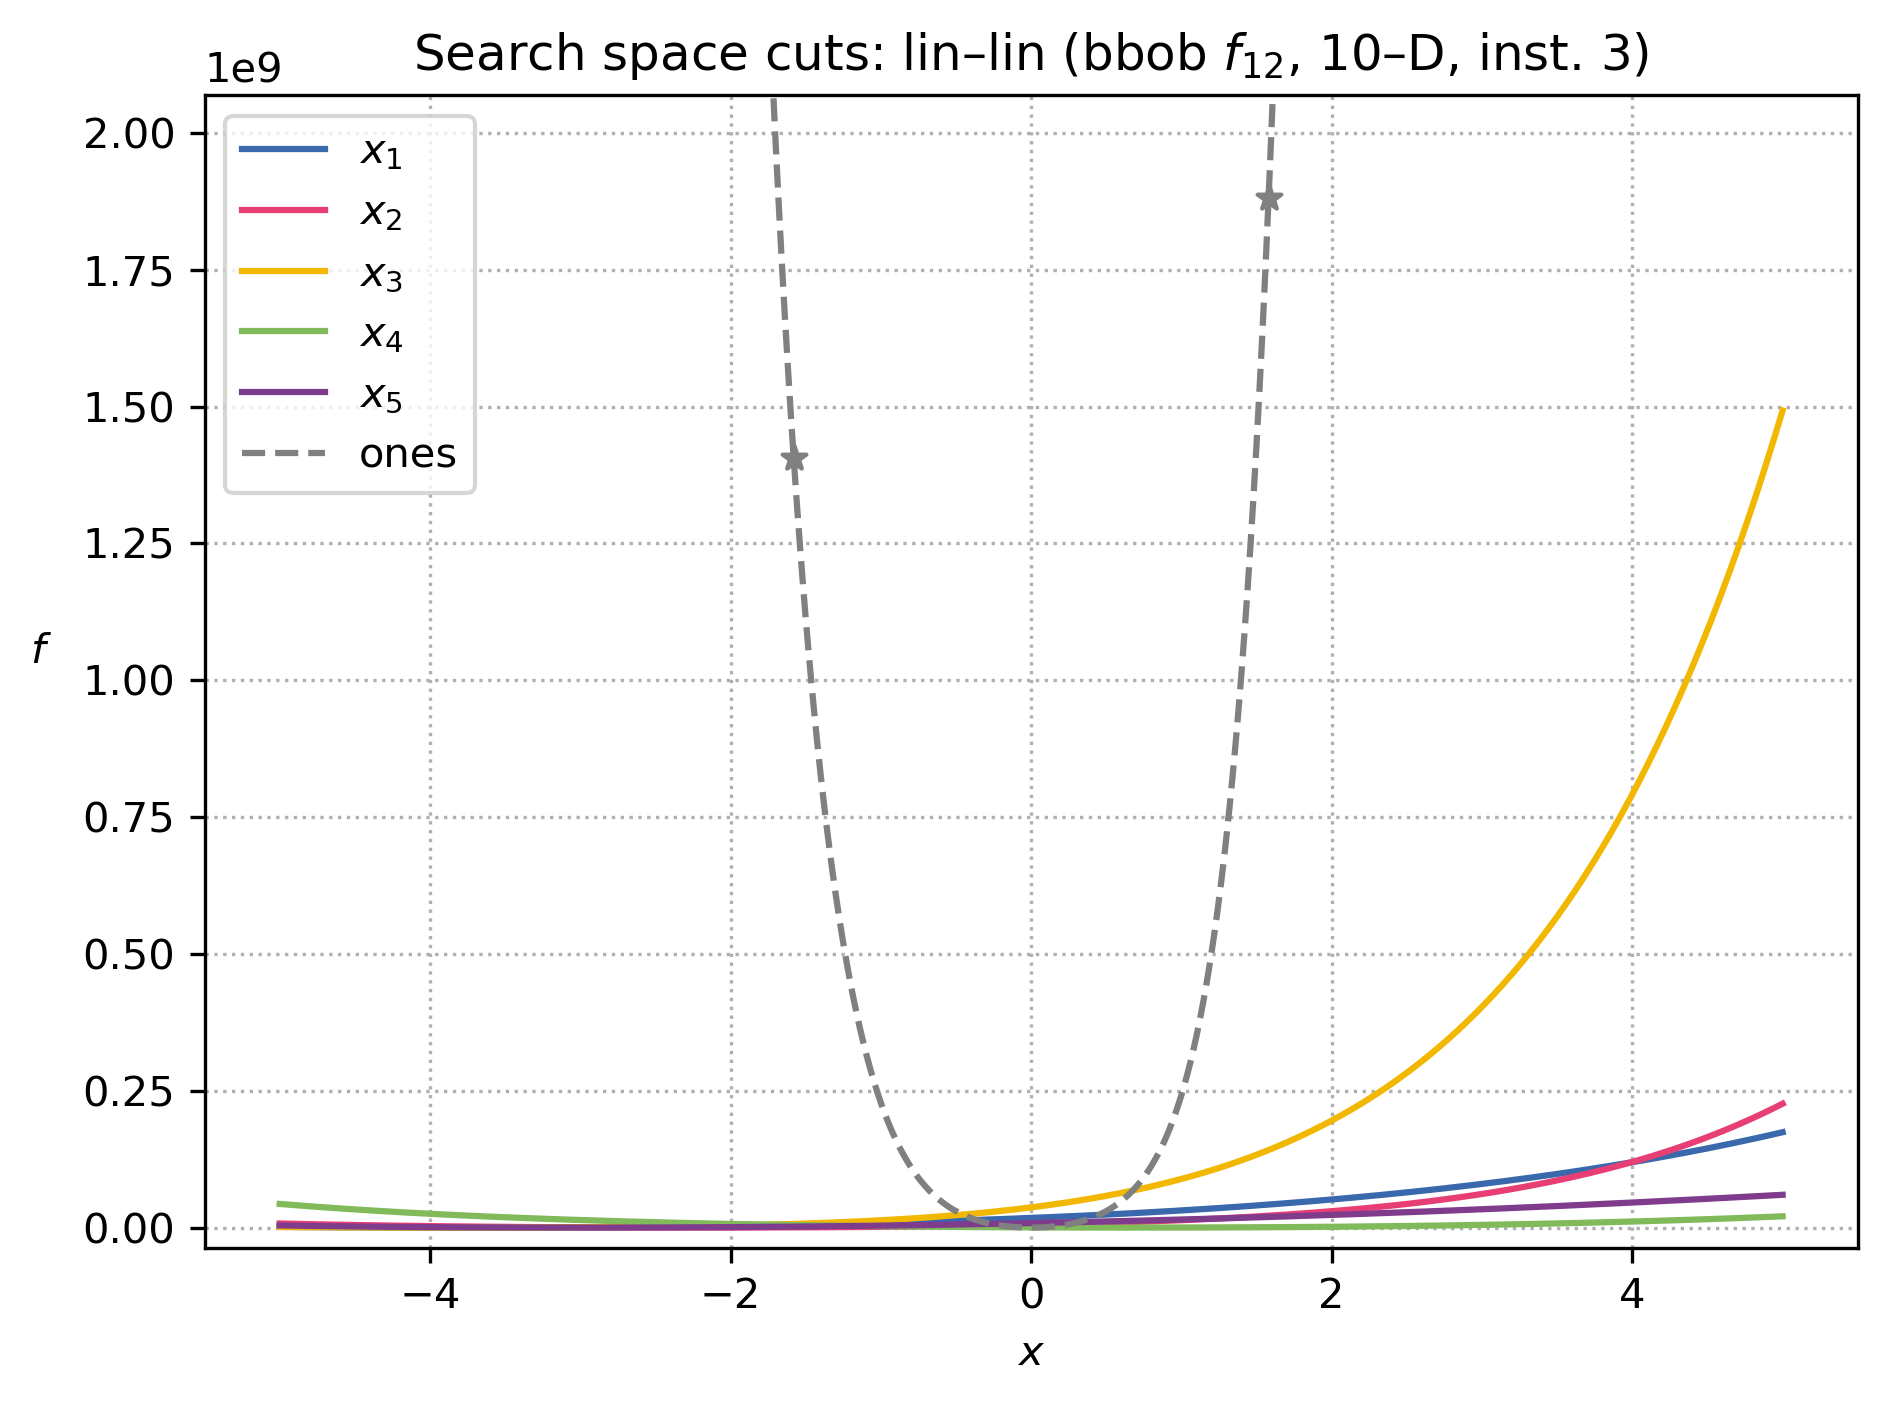 Search space cuts: lin–lin (bbob f12, 10–D, inst. 3)
1e9
2.00
1.75
1.50
1.25
1.00
0.75
0.50
0.25
0.00
f
x1
x2
x3
x4
x5
ones
−4
−2
0
2
4
x